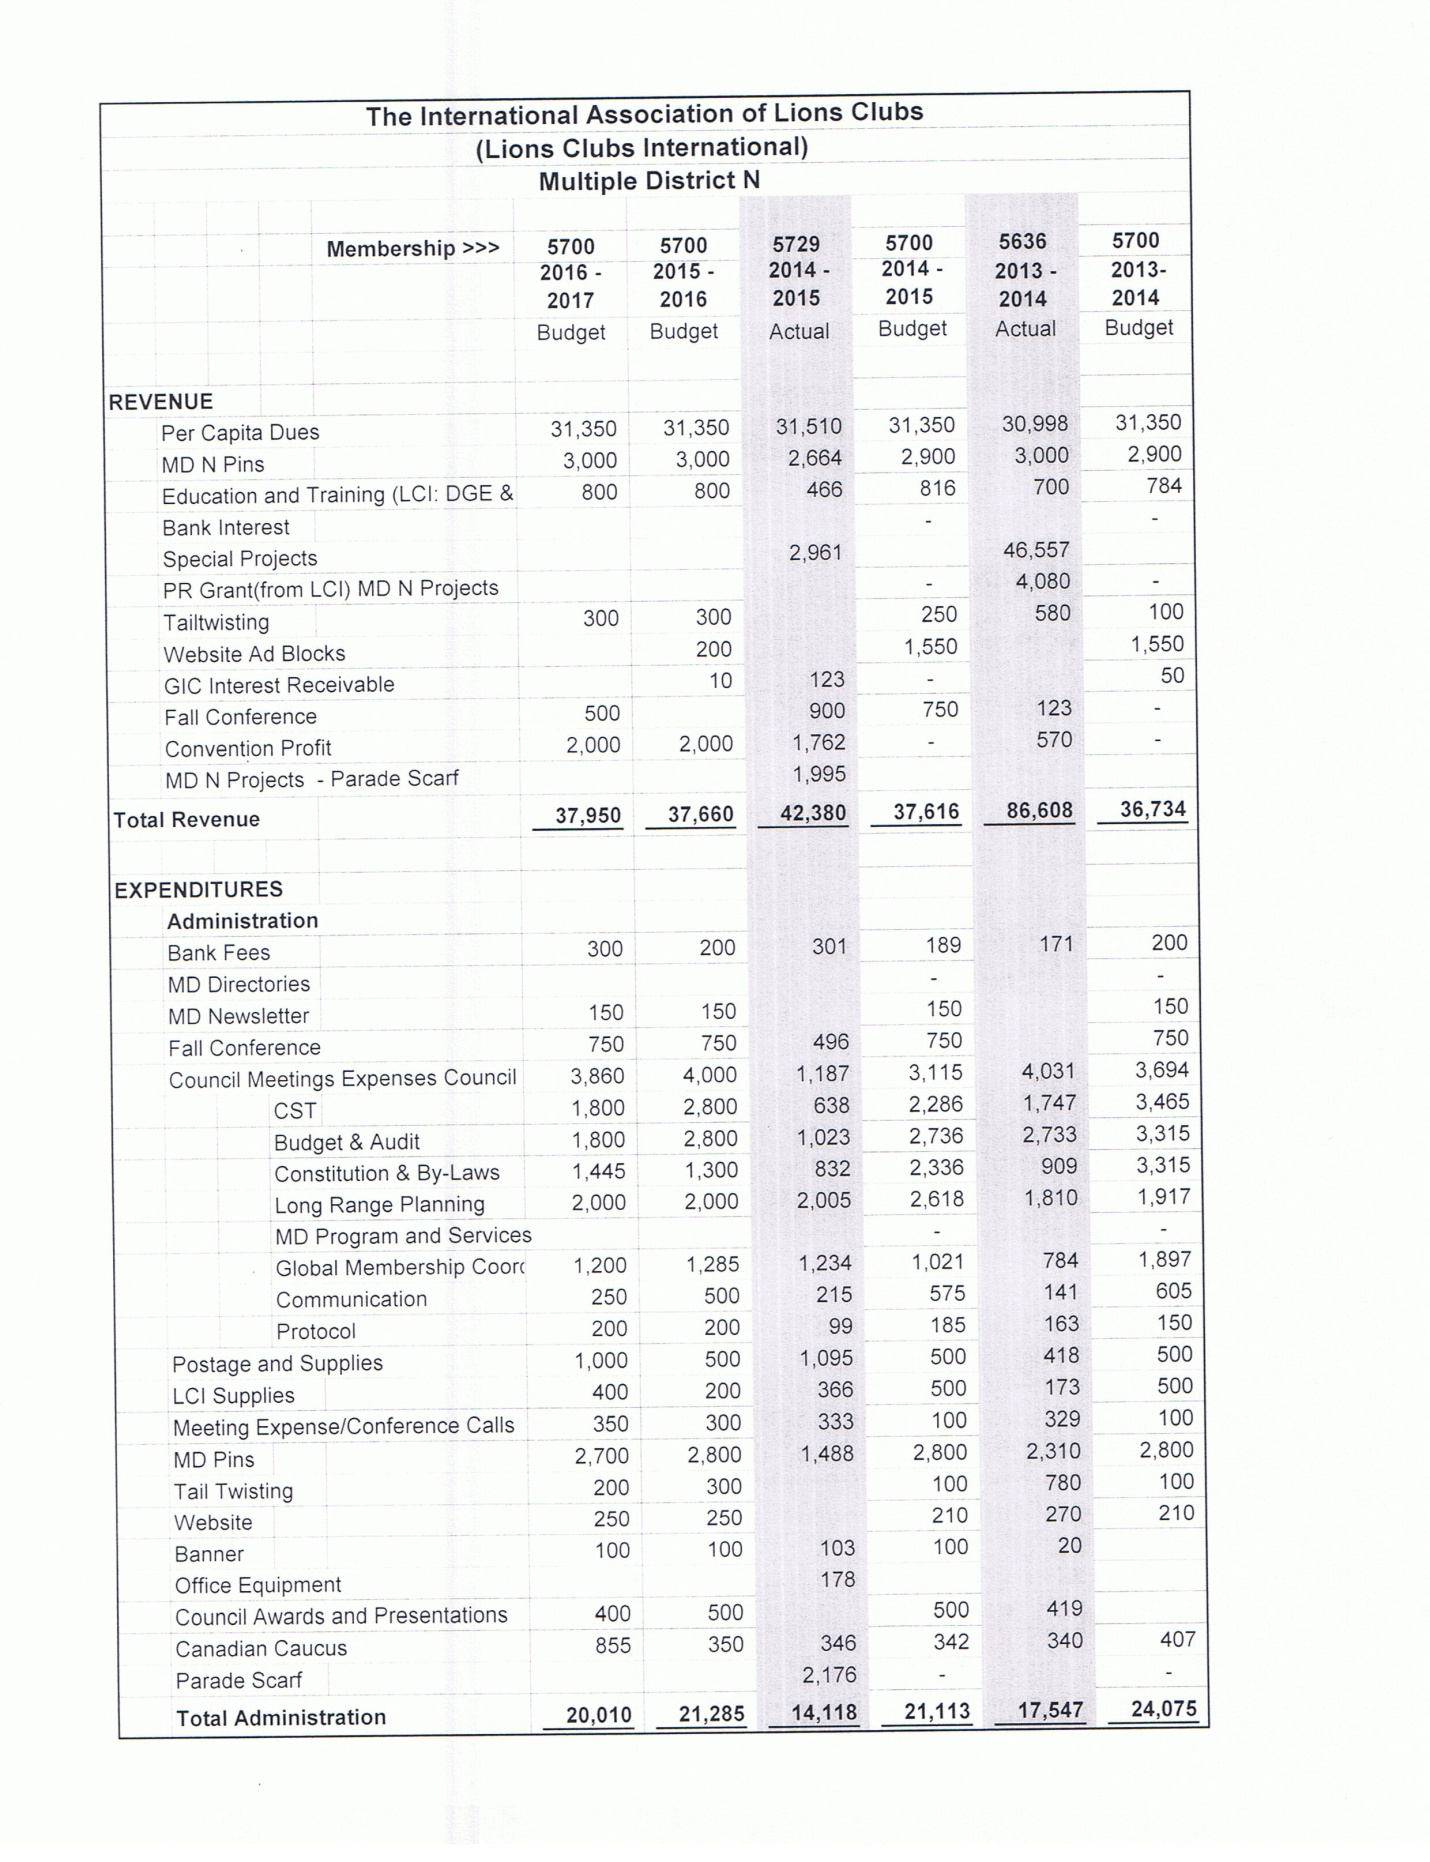 The International Association of Lions Clubs
(Lions Clubs International)
Multiple District N
Membership >>> 5700 5700 5729 5700 5636 5700
2016 - 2015 - 2014 - 2014 - 2013 - 2013-
2017 2016 2015 2015 2014 2014
Budget Budget Actual Budget Actual Budget
REVENUE
Per Capita Dues 31,350 31,350 31,510 31,350 30,998 31,350
MD N Pins 3,000 3,000 2,664 2,900 3,000 2,900
Education and Training (LCI: DGE & 800 800 466 816 700 784
Bank Interest - -
Special Projects 2,961 46,557
PR Grant(from LCI) MD N Projects - 4,080 -
Tailtwisting 300 300 250 580 100
Website Ad Blocks 200 1,550 1,550
GIC Interest Receivable 10 123 - 50
Fall Conference 500 900 750 123 -
Convention Profit 2,000 2,000 1,762 - 570 -
MD N Projects - Parade Scarf 1,995
Total Revenue 37,950 37,660 42,380 37,616 86,608 36,734
EXPENDITURES
Administration
Bank Fees 300 200 301 189 171 200
MD Directories - -
MD Newsletter 150 150 150 150
Fall Conference 750 750 496 750 750
Council Meetings Expenses Council 3,860 4,000 1,187 3,115 4,031 3,694
CST 1,800 2,800 638 2,286 1,747 3,465
Budget & Audit 1,800 2,800 1,023 2,736 2,733 3,315
Constitution & By-Laws 1,445 1,300 832 2,336 909 3,315
Long Range Planning 2,000 2,000 2,005 2,618 1,810 1,917
MD Program and Services - -
Global Membership Coord 1,200 1,285 1,234 1,021 784 1,897
Communication 250 500 215 575 141 605
Protocol 200 200 99 185 163 150
Postage and Supplies 1,000 500 1,095 500 418 500
LCI Supplies 400 200 366 500 173 500
Meeting Expense/Conference Calls 350 300 333 100 329 100
MD Pins 2,700 2,800 1,488 2,800 2,310 2,800
Tail Twisting 200 300 100 780 100
Website 250 250 210 270 210
Banner 100 100 103 100 20
Office Equipment 178
Council Awards and Presentations 400 500 500 419
Canadian Caucus 855 350 346 342 340 407
Parade Scarf 2,176 - -
Total Administration 20,010 21,285 14,118 21,113 17,547 24,075